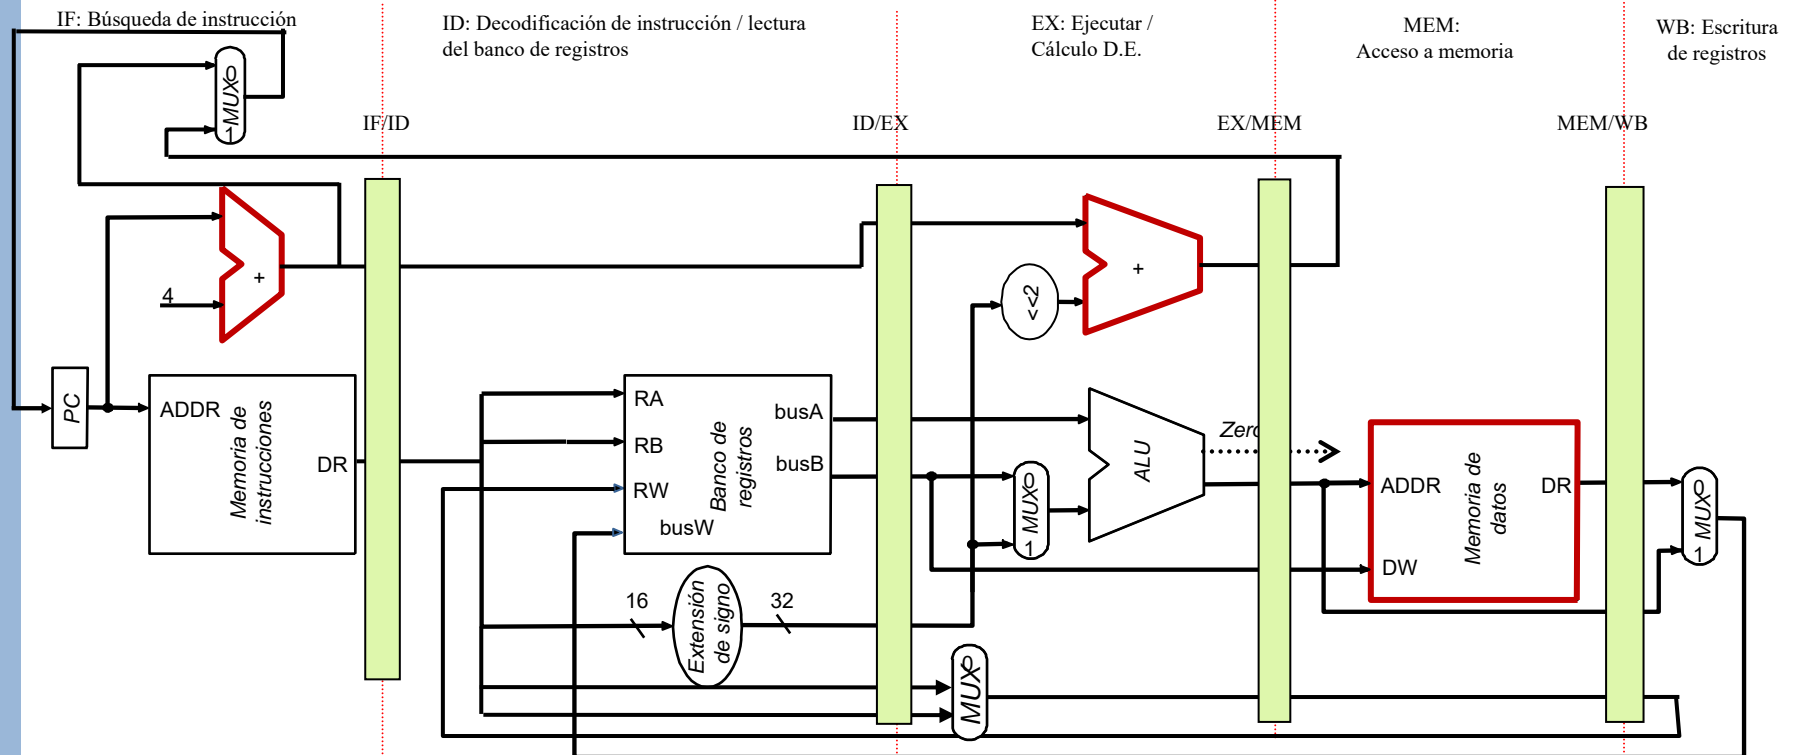 IF: Búsqueda de instrucción
ID: Decodificación de instrucción / lectura
del banco de registros
EX: Ejecutar /
Cálculo D.E.
MEM:
Acceso a memoria
WB: Escritura
de registros
IF/ID
ID/EX
EX/MEM
MEM/WB
0
MUX
1
+
4
<<2
+
PC
ADDR
Memoria de
instrucciones
DR
RA
RB
RW
busW
Banco de
registros
busA
busB
0
MUX
1
ALU
Zero
ADDR
DW
Memoria de
datos
DR
0
MUX
1
16
Extensión
de signo
32
0
MUX